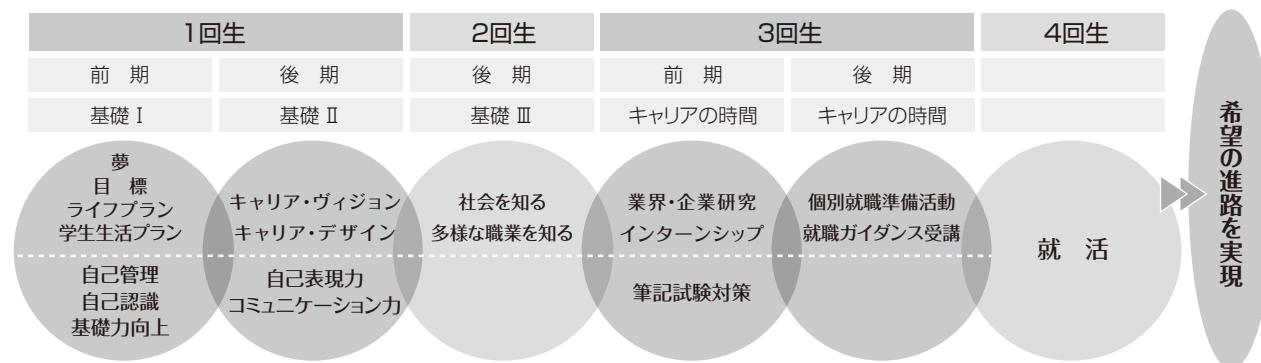 1回生
2回生
3回生
4回生
前 期
後 期
後 期
前 期
後 期
基礎 Ⅰ
基礎 Ⅱ
基礎 Ⅲ
キャリアの時間
キャリアの時間
夢
目 標
ライフプラン
学生生活プラン
自己管理
自己認識
基礎力向上
キャリア・ヴィジョン
キャリア・デザイン
自己表現力
コミュニケーション力
社会を知る
多様な職業を知る
業界・企業研究
インターンシップ
筆記試験対策
個別就職準備活動
就職ガイダンス受講
就 活
希望の進路を実現